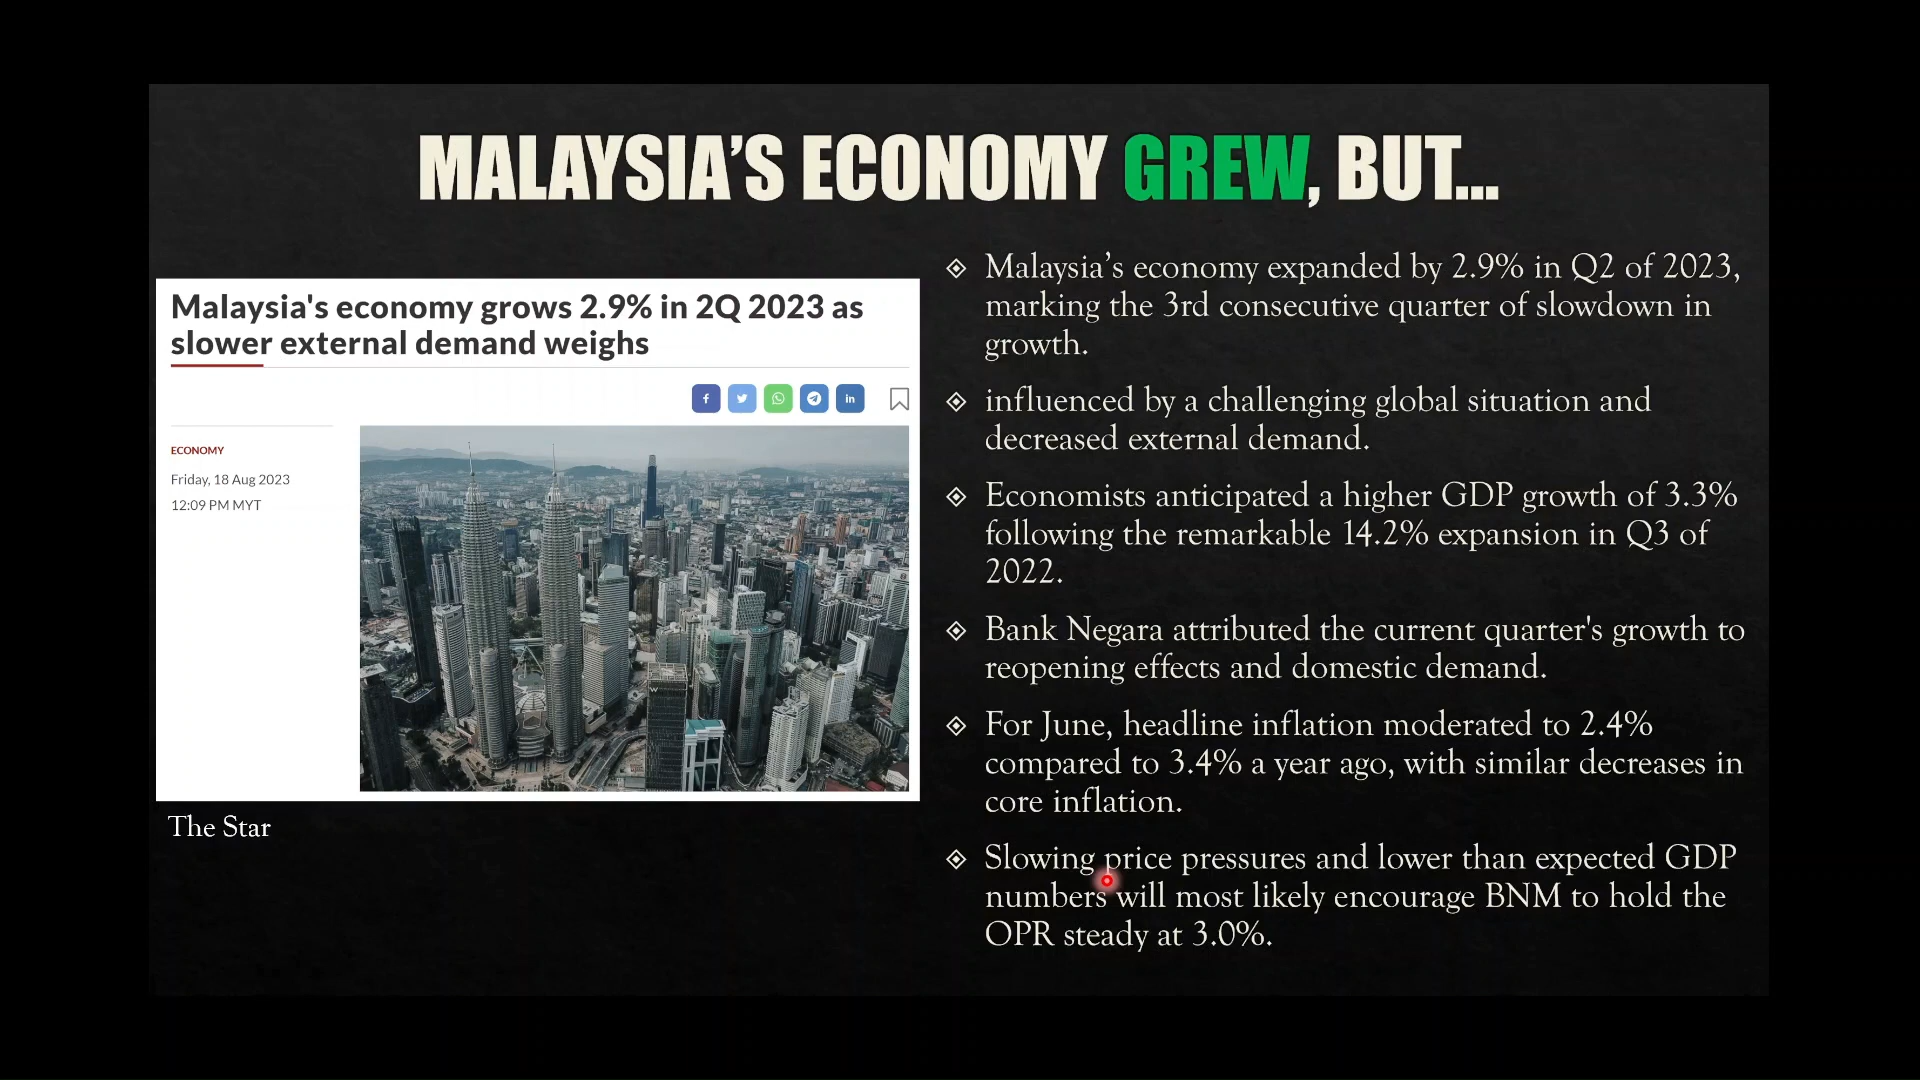 MALAYSIA’S ECONOMY GREW, BUT...
Malaysia's economy grows 2.9% in 2Q 2023 as
slower external demand weighs
ECONOMY
Friday, 18 Aug 2023
12:09 PM MYT
The Star
Malaysia’s economy expanded by 2.9% in Q2 of 2023,
marking the 3rd consecutive quarter of slowdown in
growth.
influenced by a challenging global situation and
decreased external demand.
Economists anticipated a higher GDP growth of 3.3%
following the remarkable 14.2% expansion in Q3 of
2022.
Bank Negara attributed the current quarter's growth to
reopening effects and domestic demand.
For June, headline inflation moderated to 2.4%
compared to 3.4% a year ago, with similar decreases in
core inflation.
Slowing price pressures and lower than expected GDP
numbers will most likely encourage BNM to hold the
OPR steady at 3.0%.